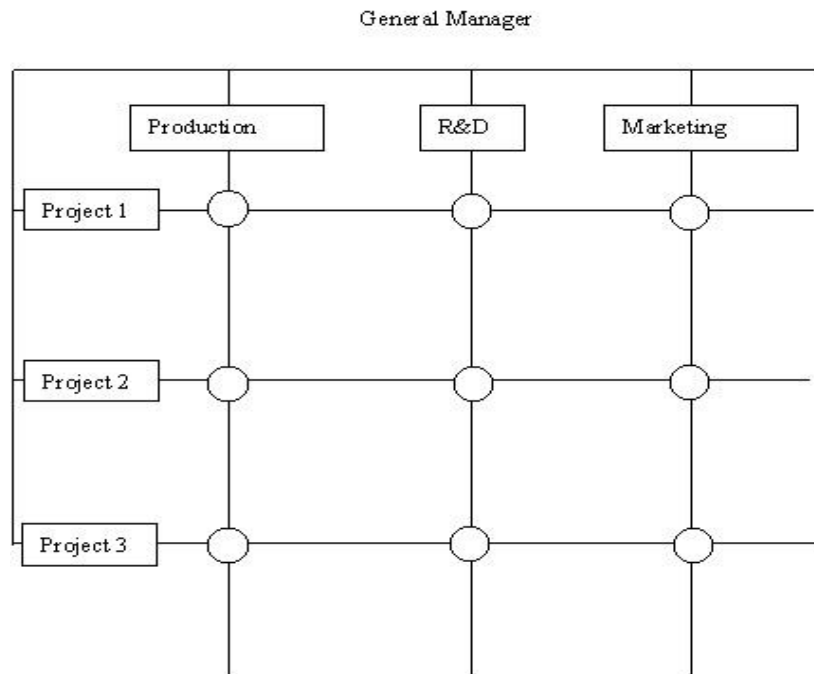 General Manager
Production
R&D
Marketing
Project 1
Project 2
Project 3